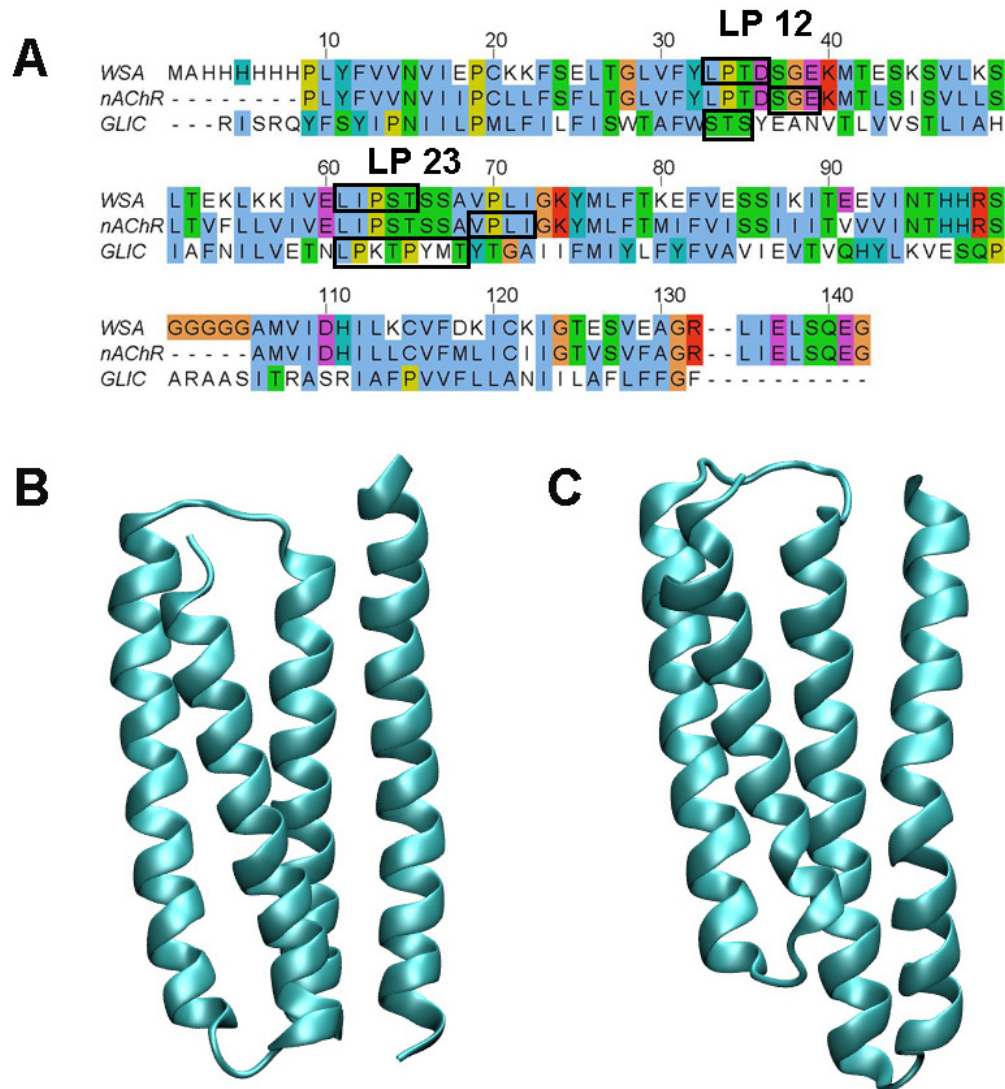 A
LP 12
10 20 30 40
WSA MAHHHHHHPLYFVVNVIEPCKKFSELTGLVFYLPTDSGEKMTESKSVLKS
nAChR --------PLYFVVNVIIPCLLFSFLTGLVFYLPTDSGEKMTLSISVLLS
GLIC ---RISRQYFSYIPNIILPMLFILFISWTAFWSTSYEANVTLVVSTLIAH
LP 23
60 70 80 90
WSA LTEKLKKIVELIPSTSSAVPLIGKYMLFTKEFVESSIKITEEVINTHHRS
nAChR LTVFLLVIVELIPSTSSAVPLIGKYMLFTMIFVISSIIITVVVINTHHRS
GLIC IAFNILVETNLPKTPYMTYTGAIIFMIYLFYFVAVIEVTVQHYLKVESQP
110 120 130 140
WSA GGGGGAMVIDHILKCVFDKICKIGTESVEAGR--LIELSQEG
nAChR -----AMVIDHILLCVFMLICIIGTVSVFAGR--LIELSQEG
GLIC ARAASITRASRIAFPVVFLLANIILAFLFFGF----------
B
C